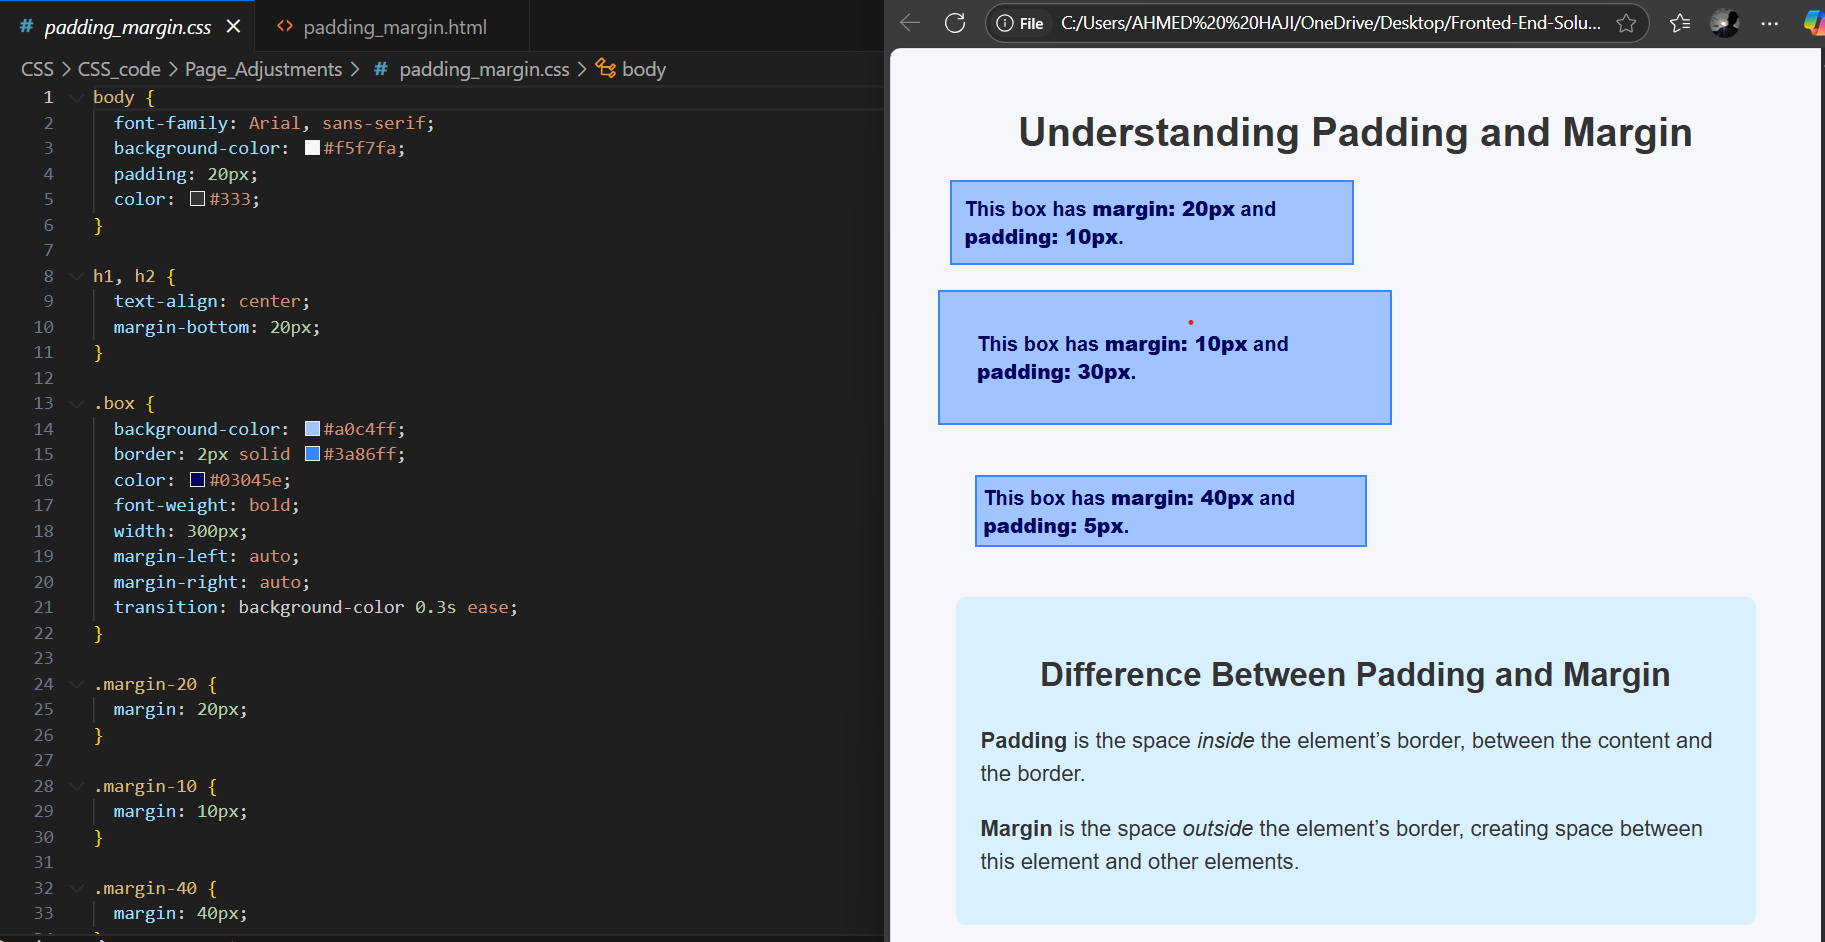 # padding_margin.css × <> padding_margin.html
CSS > CSS_code > Page_Adjustments > # padding_margin.css > body
1 body {
2 font-family: Arial, sans-serif;
3 background-color: #f5f7fa;
4 padding: 20px;
5 color: #333;
6 }
7
8 h1, h2 {
9 text-align: center;
10 margin-bottom: 20px;
11 }
12
13 .box {
14 background-color: #a0c4ff;
15 border: 2px solid #3a86ff;
16 color: #03045e;
17 font-weight: bold;
18 width: 300px;
19 margin-left: auto;
20 margin-right: auto;
21 transition: background-color 0.3s ease;
22 }
23
24 .margin-20 {
25 margin: 20px;
26 }
27
28 .margin-10 {
29 margin: 10px;
30 }
31
32 .margin-40 {
33 margin: 40px;
File C:/Users/AHMED%20%20HAJI/OneDrive/Desktop/Fronted-End-Solu...
Understanding Padding and Margin
This box has margin: 20px and
padding: 10px.
This box has margin: 10px and
padding: 30px.
This box has margin: 40px and
padding: 5px.
Difference Between Padding and Margin
Padding is the space inside the element’s border, between the content and
the border.
Margin is the space outside the element’s border, creating space between
this element and other elements.